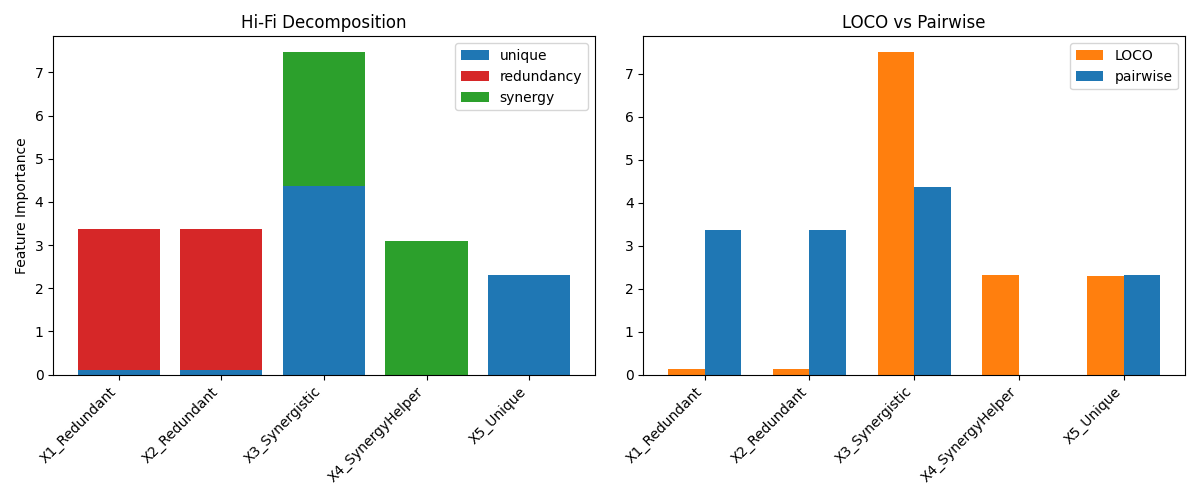 Hi-Fi Decomposition
unique
redundancy
synergy
Feature Importance
7
6
5
4
3
2
1
0
X1_Redundant
X2_Redundant
X3_Synergistic
X4_SynergyHelper
X5_Unique
LOCO vs Pairwise
LOCO
pairwise
7
6
5
4
3
2
1
0
X1_Redundant
X2_Redundant
X3_Synergistic
X4_SynergyHelper
X5_Unique